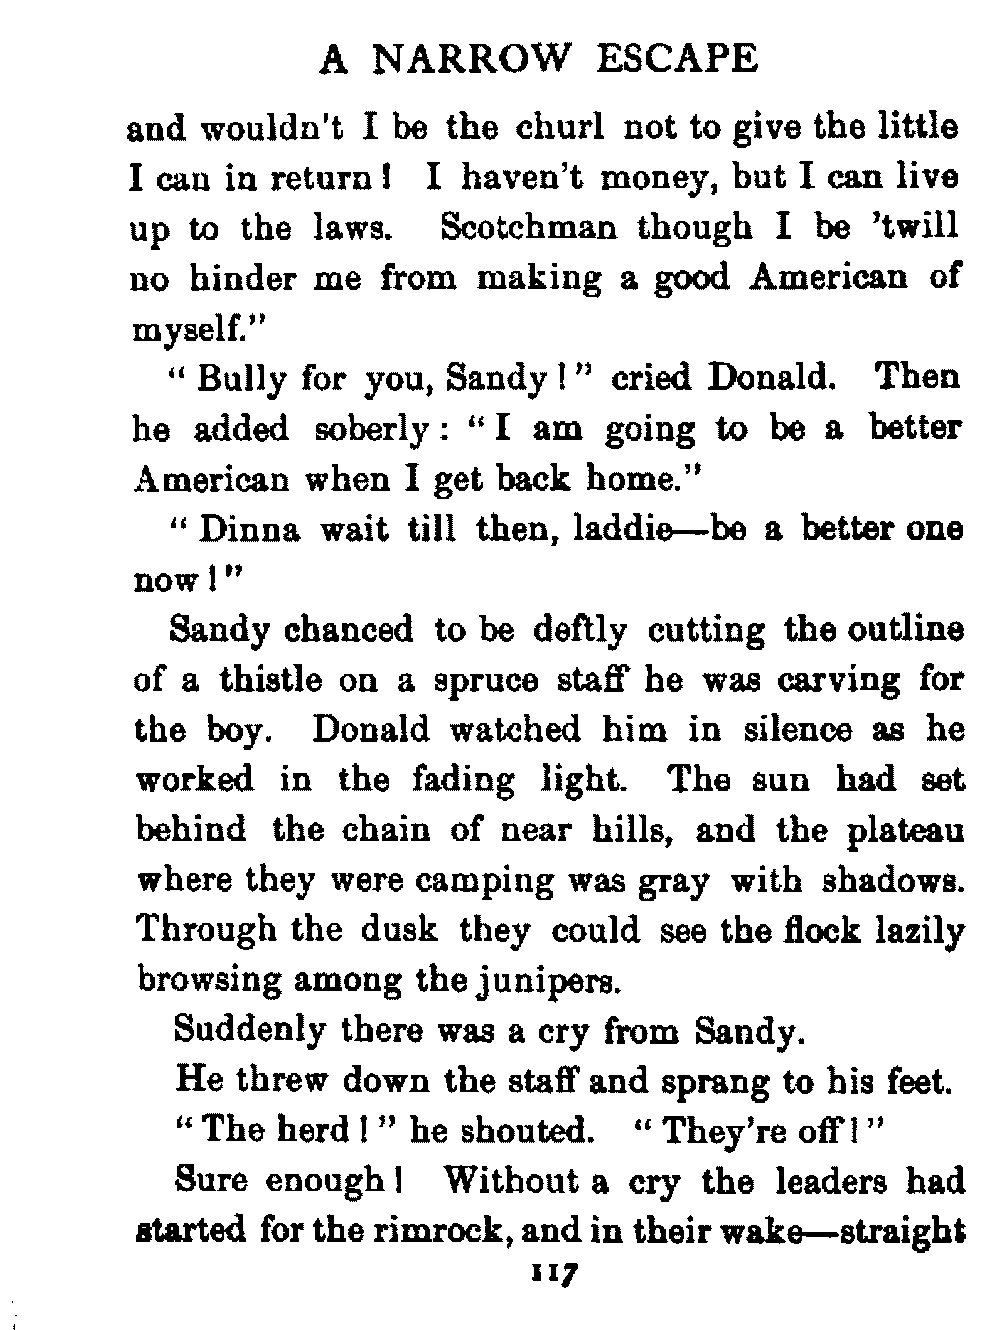 A NARROW ESCAPE
and wouldn't I be the churl not to give the little
I can in return! I haven't money, but I can live
up to the laws. Scotchman though I be 'twill
no hinder me from making a good American of
myself."
"Bully for you, Sandy!" cried Donald. Then
he added soberly: "I am going to be a better
American when I get back home."
"Dinna wait till then, laddie—be a better one
now!"
Sandy chanced to be deftly cutting the outline
of a thistle on a spruce staff he was carving for
the boy. Donald watched him in silence as he
worked in the fading light. The sun had set
behind the chain of near hills, and the plateau
where they were camping was gray with shadows.
Through the dusk they could see the flock lazily
browsing among the junipers.
Suddenly there was a cry from Sandy.
He threw down the staff and sprang to his feet.
"The herd!" he shouted. "They're off!"
Sure enough! Without a cry the leaders had
started for the rimrock, and in their wake—straight
117